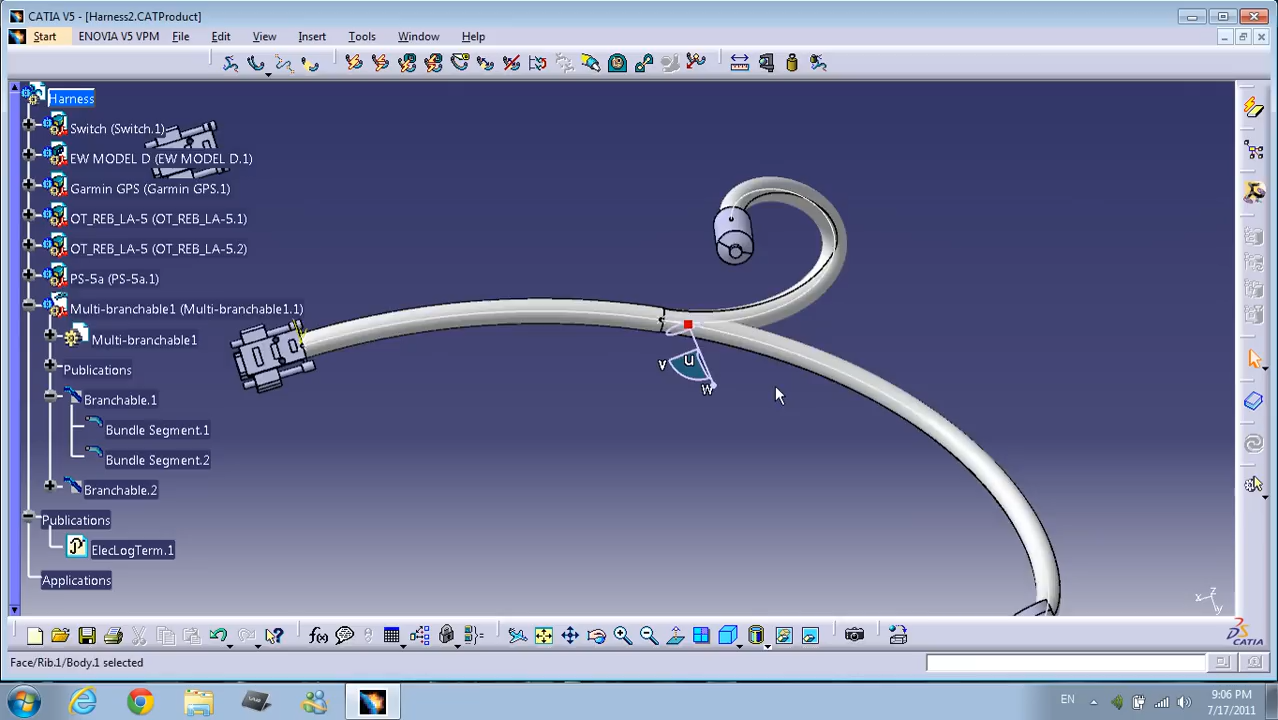 CATIA V5 - [Harness2.CATProduct]
Start ENOVIA V5 VPM File Edit View Insert Tools Window Help
Harness
Switch (Switch.1)
EW MODEL D (EW MODEL D.1)
Garmin GPS (Garmin GPS.1)
OT_REB_LA-5 (OT_REB_LA-5.1)
OT_REB_LA-5 (OT_REB_LA-5.2)
PS-5a (PS-5a.1)
Multi-branchable1 (Multi-branchable1.1)
Multi-branchable1
Publications
Branchable.1
Bundle Segment.1
Bundle Segment.2
Branchable.2
Publications
ElecLogTerm.1
Applications
v u w
x z y
f(x)
CATIA
Face/Rib.1/Body.1 selected
EN
9:06 PM
7/17/2011